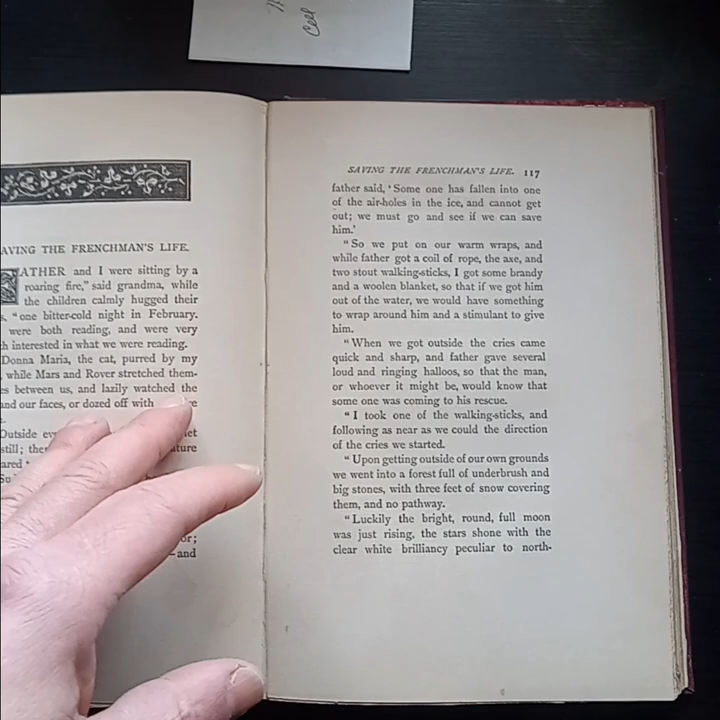 Cell
AVING THE FRENCHMAN'S LIFE.
FATHER and I were sitting by a
roaring fire," said grandma, while
the children calmly hugged their
s, "one bitter-cold night in February.
were both reading, and were very
h interested in what we were reading.
Donna Maria, the cat, purred by my
, while Mars and Rover stretched them-
es between us, and lazily watched the
and our faces, or dozed off with
Outside
still;
ared
or;
—and
SAVING THE FRENCHMAN'S LIFE. 117
father said, 'Some one has fallen into one
of the air-holes in the ice, and cannot get
out; we must go and see if we can save
him.'
"So we put on our warm wraps, and
while father got a coil of rope, the axe, and
two stout walking-sticks, I got some brandy
and a woolen blanket, so that if we got him
out of the water, we would have something
to wrap around him and a stimulant to give
him.
"When we got outside the cries came
quick and sharp, and father gave several
loud and ringing halloos, so that the man,
or whoever it might be, would know that
some one was coming to his rescue.
"I took one of the walking-sticks, and
following as near as we could the direction
of the cries we started.
"Upon getting outside of our own grounds
we went into a forest full of underbrush and
big stones, with three feet of snow covering
them, and no pathway.
"Luckily the bright, round, full moon
was just rising, the stars shone with the
clear white brilliancy peculiar to north-